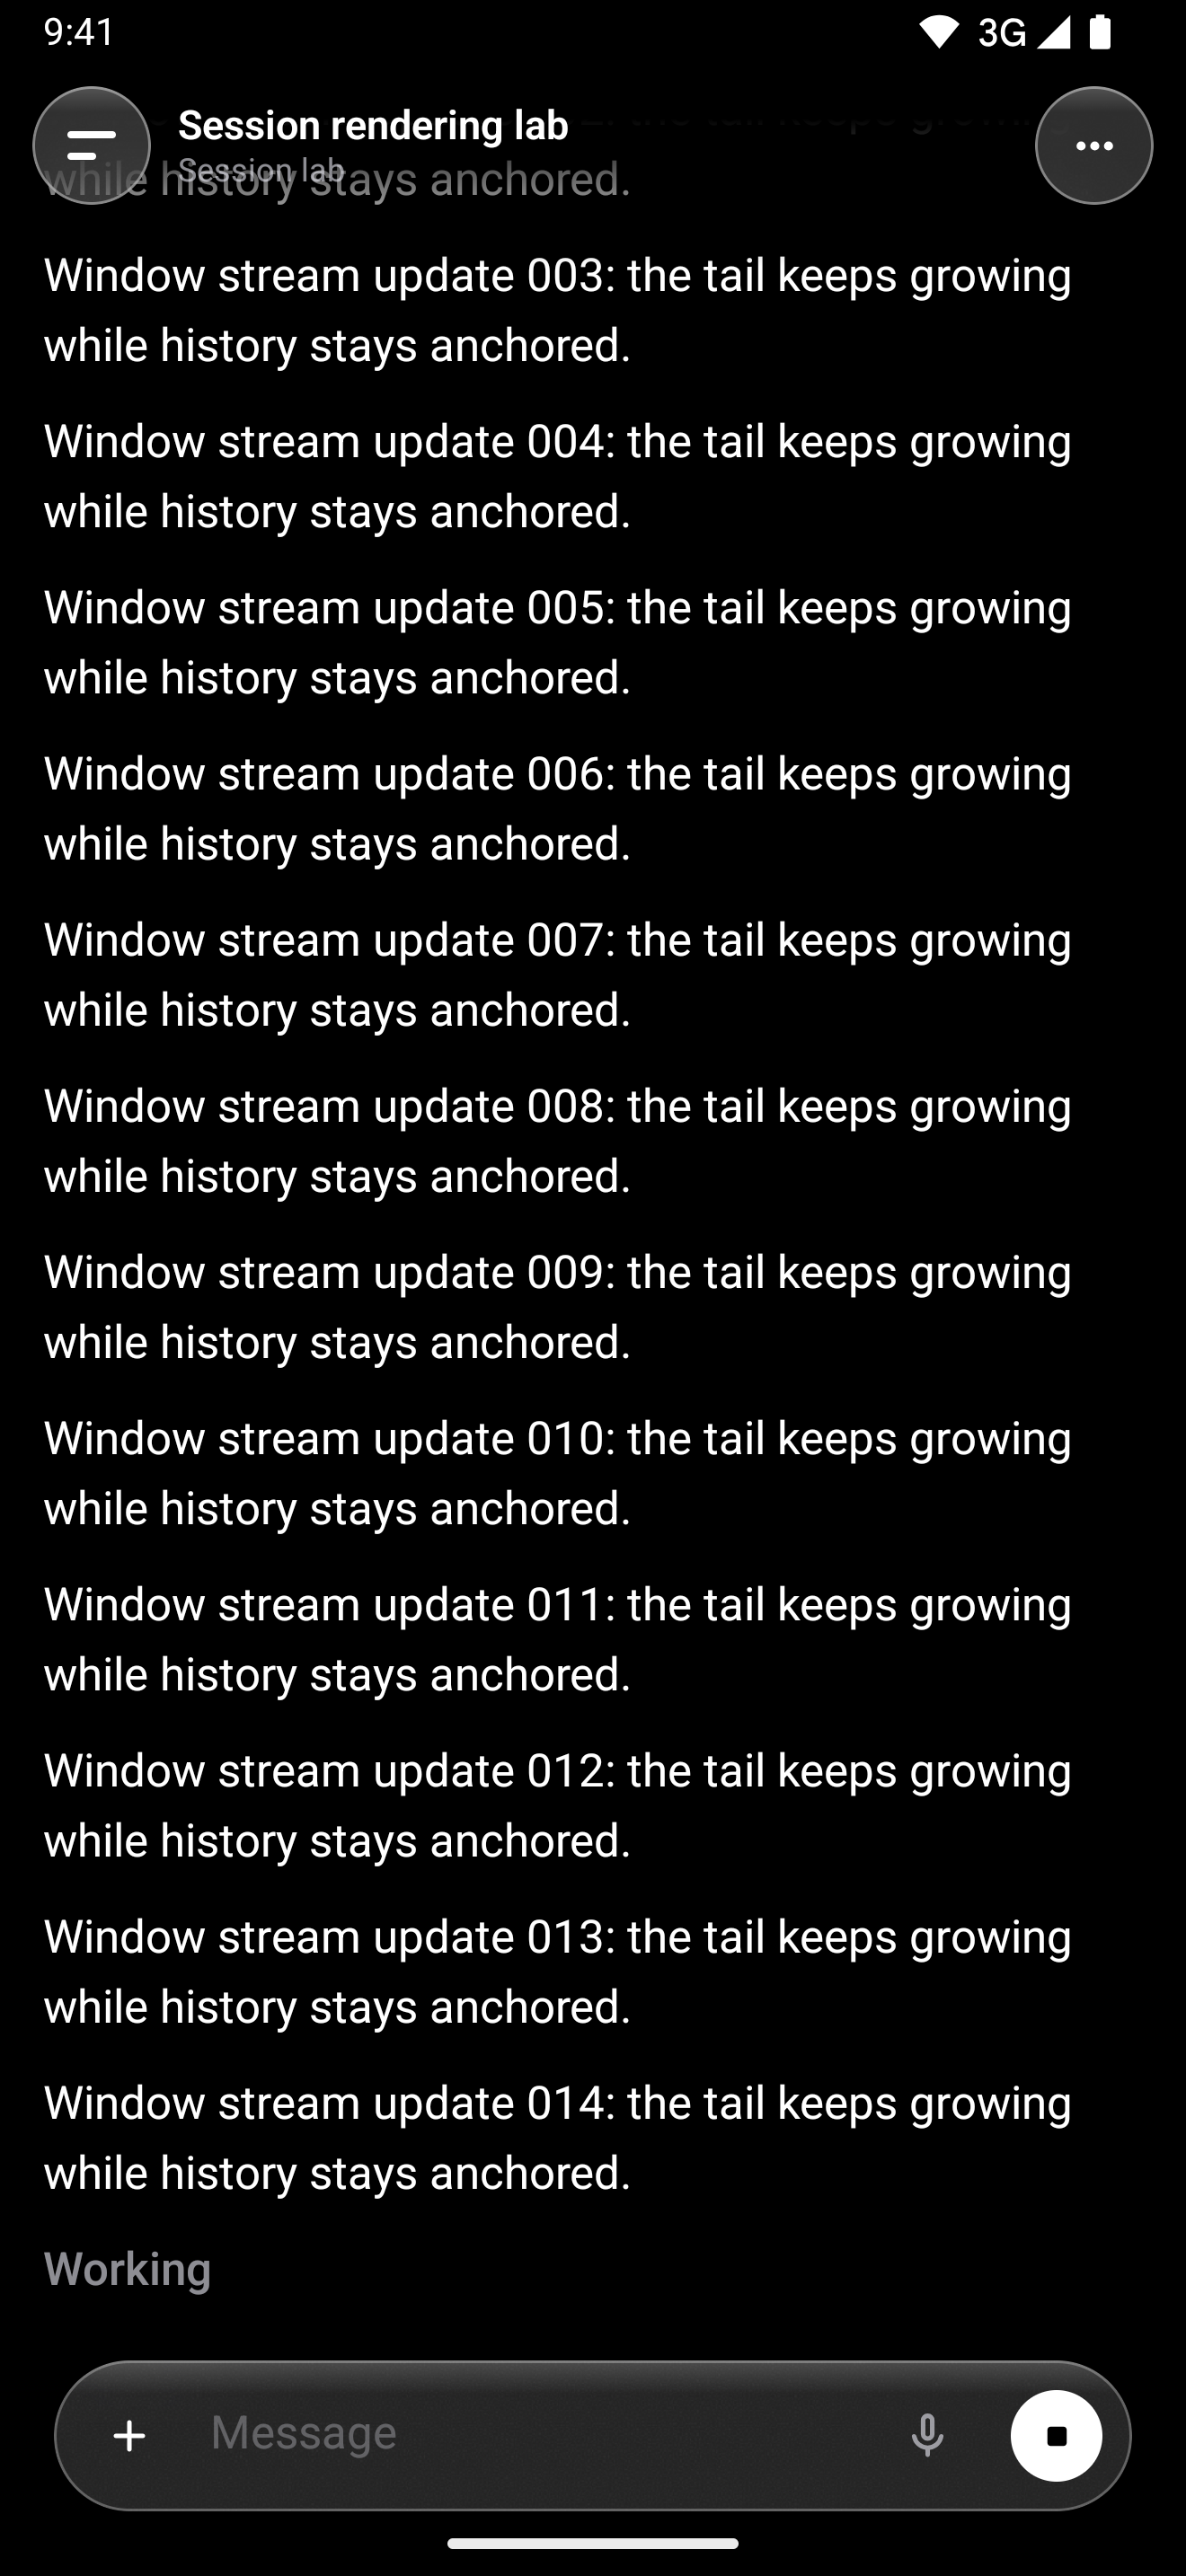 9:41
3G
Session rendering lab
Session lab
while history stays anchored.
Window stream update 003: the tail keeps growing
while history stays anchored.
Window stream update 004: the tail keeps growing
while history stays anchored.
Window stream update 005: the tail keeps growing
while history stays anchored.
Window stream update 006: the tail keeps growing
while history stays anchored.
Window stream update 007: the tail keeps growing
while history stays anchored.
Window stream update 008: the tail keeps growing
while history stays anchored.
Window stream update 009: the tail keeps growing
while history stays anchored.
Window stream update 010: the tail keeps growing
while history stays anchored.
Window stream update 011: the tail keeps growing
while history stays anchored.
Window stream update 012: the tail keeps growing
while history stays anchored.
Window stream update 013: the tail keeps growing
while history stays anchored.
Window stream update 014: the tail keeps growing
while history stays anchored.
Working
Message